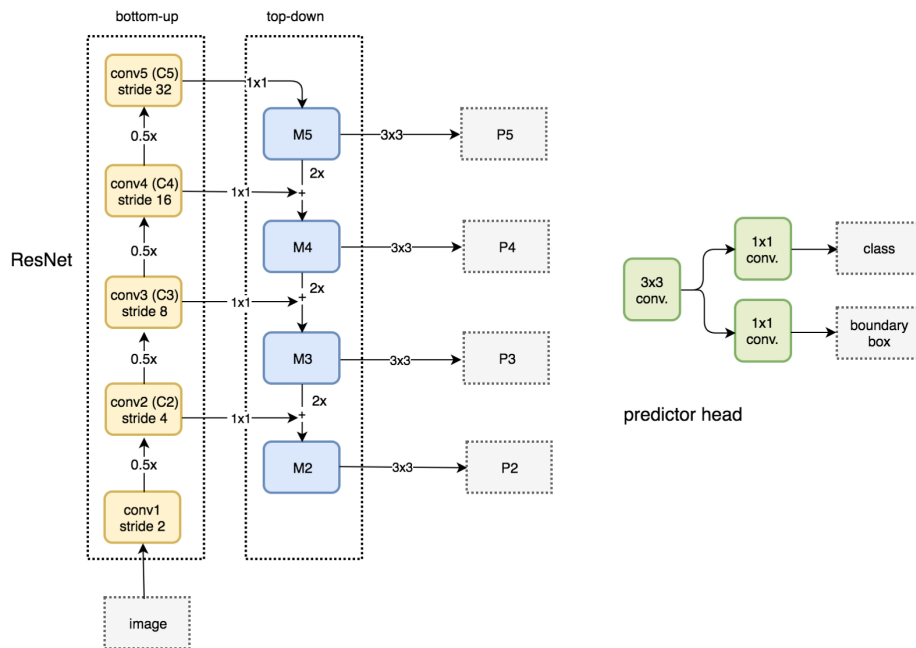 bottom-up
top-down
conv5 (C5)
stride 32
1x1
M5
3x3
P5
0.5x
2x
conv4 (C4)
stride 16
1x1
+
M4
3x3
P4
ResNet
0.5x
2x
conv3 (C3)
stride 8
1x1
+
M3
3x3
P3
0.5x
2x
conv2 (C2)
stride 4
1x1
+
M2
3x3
P2
0.5x
conv1
stride 2
image
3x3
conv.
1x1
conv.
class
1x1
conv.
boundary
box
predictor head